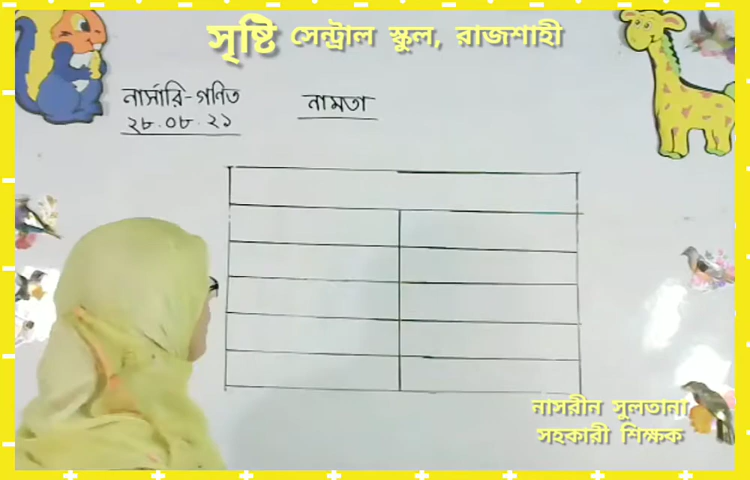 সৃষ্টি সেন্ট্রাল স্কুল, রাজশাহী
নার্সারি-গণিত
নামতা
২৮.০৮.২১
নাসরীন সুলতানা
সহকারী শিক্ষক